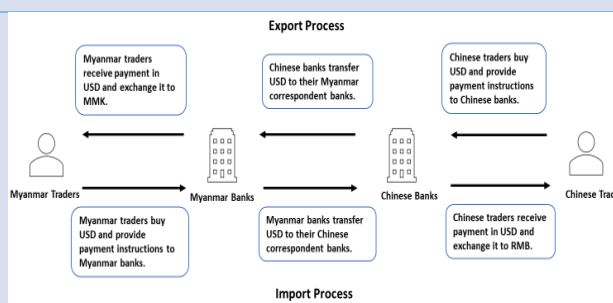 Export Process
Myanmar traders
receive payment in
USD and exchange it to
MMK.
Chinese banks transfer
USD to their Myanmar
correspondent banks.
Chinese traders buy
USD and provide
payment instructions
to Chinese banks.
Myanmar Traders
Myanmar Banks
Chinese Banks
Chinese Trad
Myanmar traders buy
USD and provide
payment instructions to
Myanmar banks.
Myanmar banks transfer
USD to their Chinese
correspondent banks.
Chinese traders receive
payment in USD and
exchange it to RMB.
Import Process